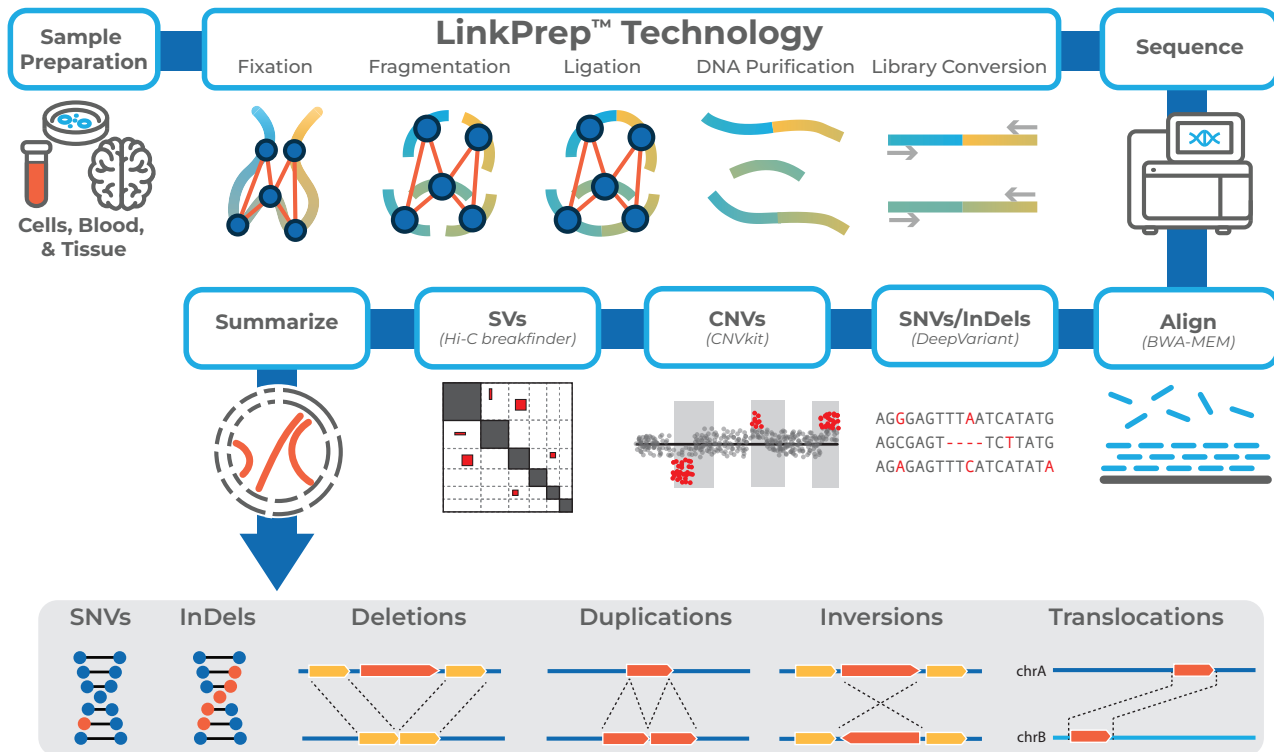 Sample
Preparation
LinkPrep™ Technology
Fixation
Fragmentation
Ligation
DNA Purification
Library Conversion
Sequence
Cells, Blood,
& Tissue
Summarize
SVs
(Hi-C breakfinder)
CNVs
(CNVkit)
SNVs/InDels
(DeepVariant)
Align
(BWA-MEM)
AGGGAGTTTAATCATATG
AGCGAGT----TCTTATG
AGAGAGTTTCATCATATA
SNVs
InDels
Deletions
Duplications
Inversions
Translocations
chrA
chrB